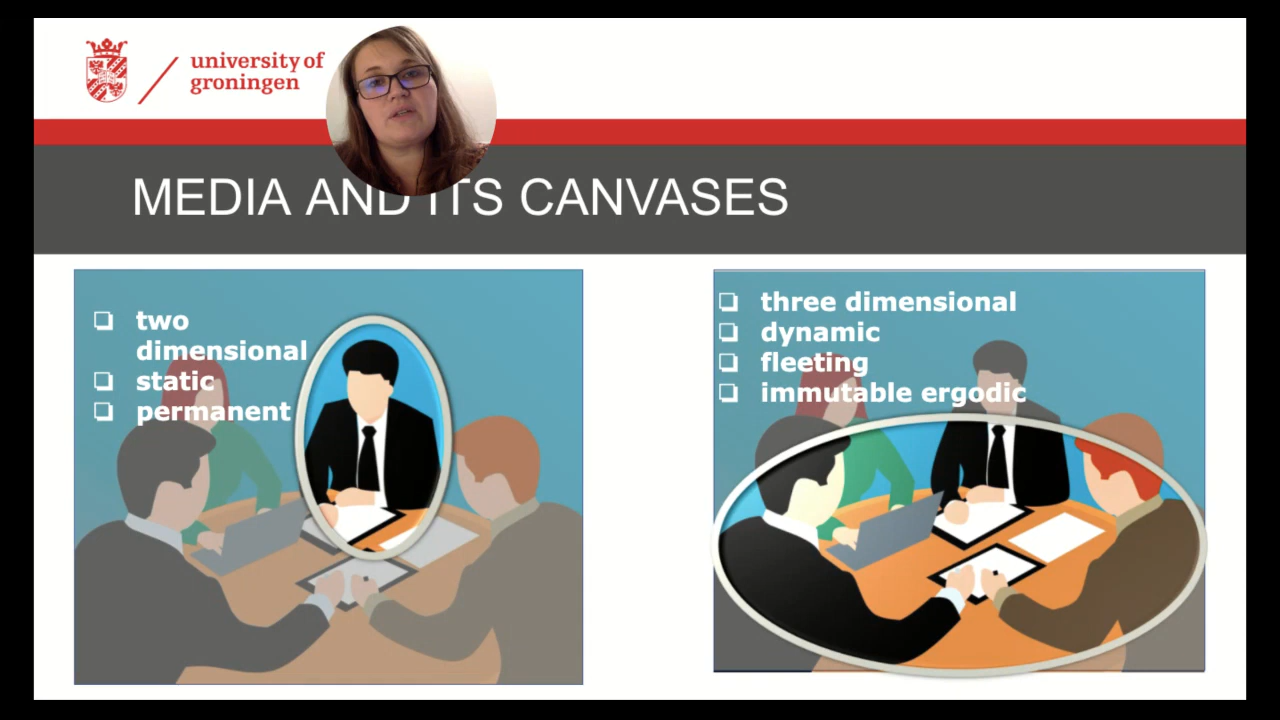 university of
groningen
MEDIA AND ITS CANVASES
❏ two
dimensional
❏ static
❏ permanent
❏ three dimensional
❏ dynamic
❏ fleeting
❏ immutable ergodic